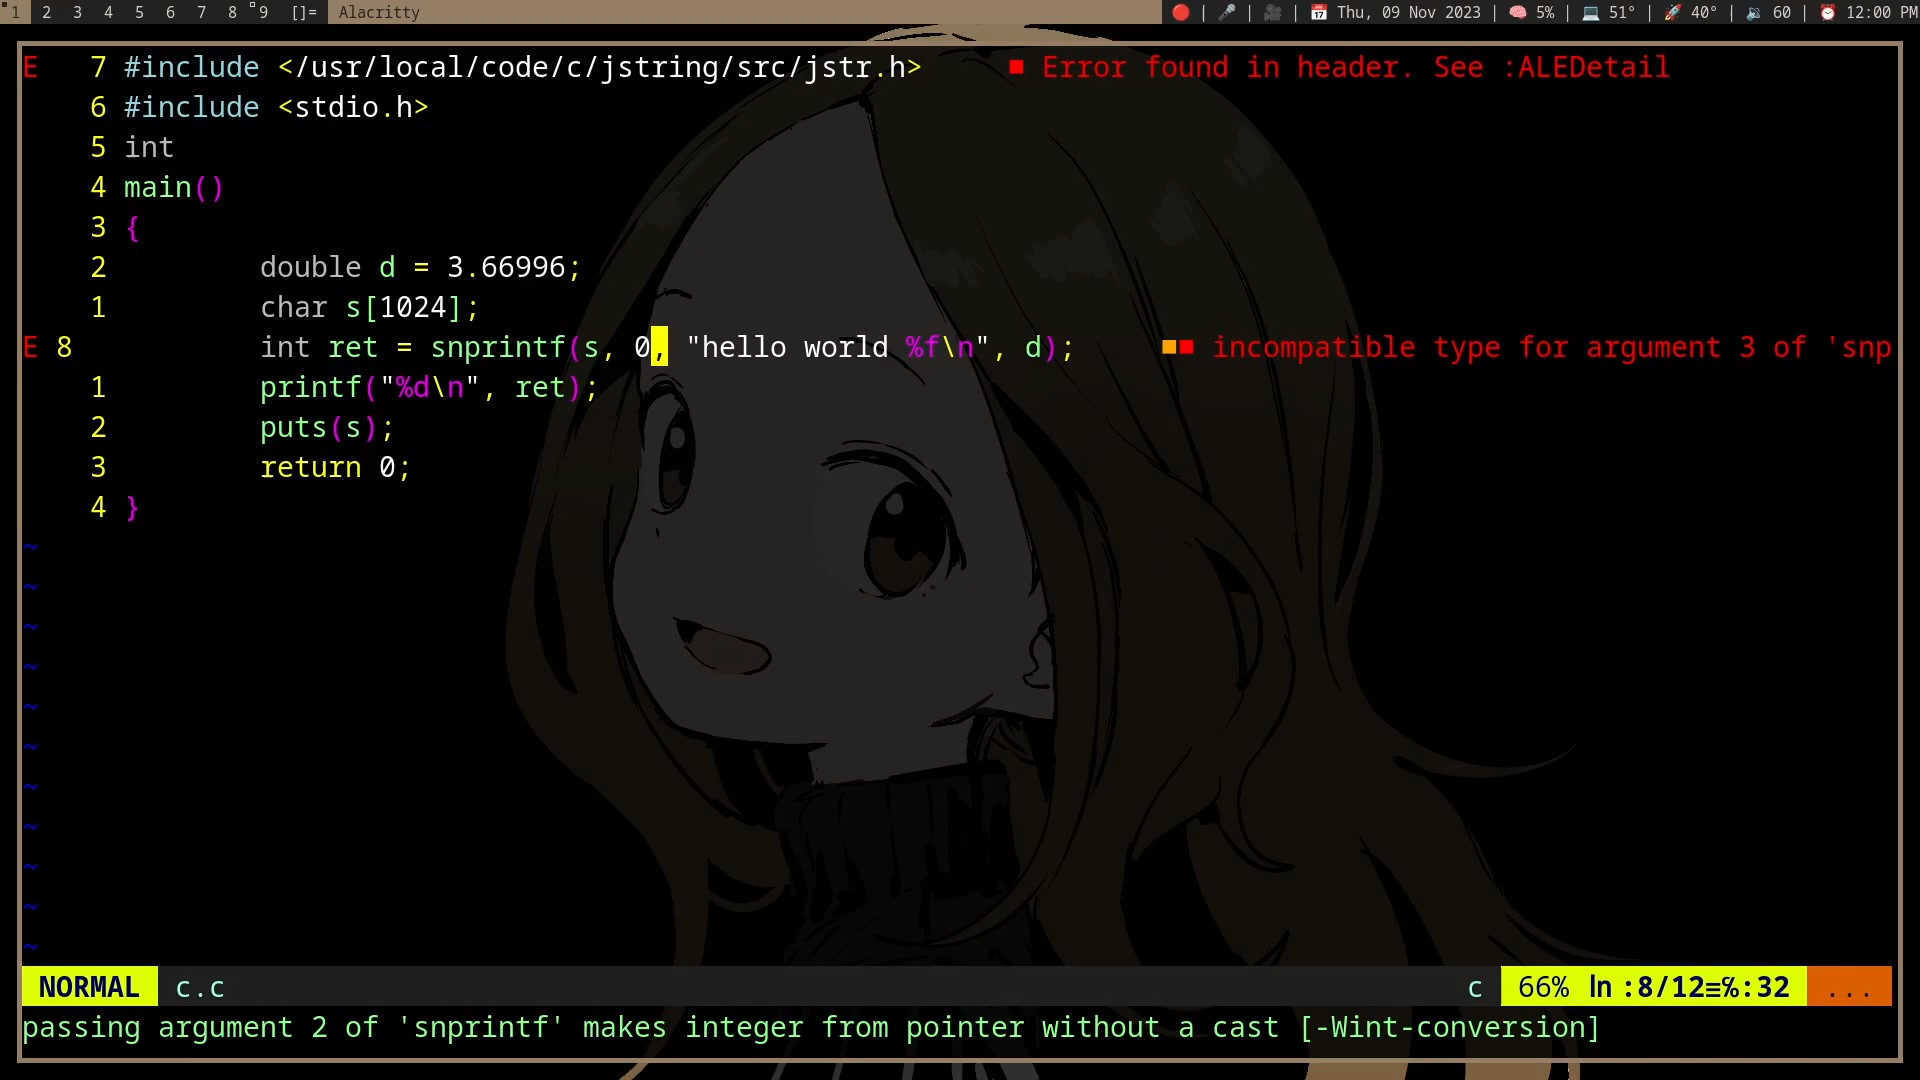 1 2 3 4 5 6 7 8 9 []= Alacritty | | | Thu, 09 Nov 2023 | 5% | 51° | 40° | 60 | 12:00 PM
E 7 #include </usr/local/code/c/jstring/src/jstr.h> ■ Error found in header. See :ALEDetail
6 #include <stdio.h>
5 int
4 main()
3 {
2 double d = 3.66996;
1 char s[1024];
E 8 int ret = snprintf(s, 0, "hello world %f\n", d); ■■ incompatible type for argument 3 of 'snp
1 printf("%d\n", ret);
2 puts(s);
3 return 0;
4 }
~
~
~
~
~
~
~
~
~
~
~
NORMAL c.c c 66% ln :8/12≡℅:32 ...
passing argument 2 of 'snprintf' makes integer from pointer without a cast [-Wint-conversion]